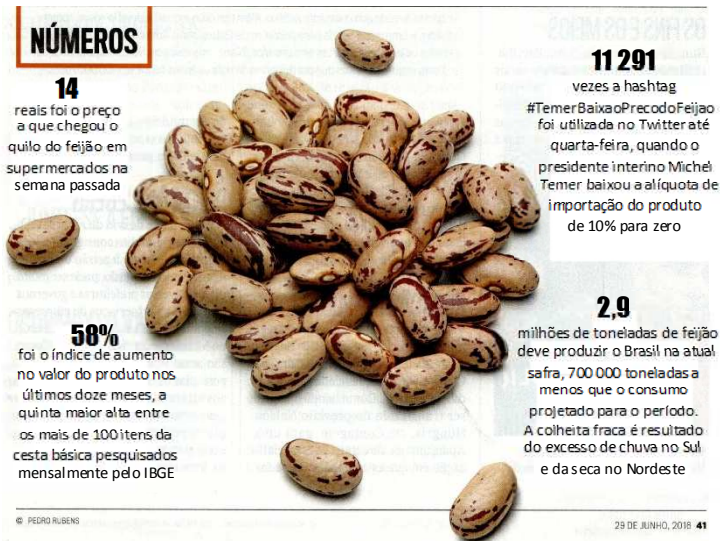 NÚMEROS
14
reais foi o preço
a que chegou o
quilo do feijão em
supermercados na
semana passada
58%
foi o índice de aumento
no valor do produto nos
últimos doze meses, a
quinta maior alta entre
os mais de 100 itens da
cesta básica pesquisados
mensalmente pelo IBGE
11 291
vezes a hashtag
#TemerBaixaoPrecodoFeijao
foi utilizada no Twitter até
quarta-feira, quando o
presidente interino Michel
Temer baixou a alíquota de
importação do produto
de 10% para zero
2,9
milhões de toneladas de feijão
deve produzir o Brasil na atual
safra, 700 000 toneladas a
menos que o consumo
projetado para o período.
A colheita fraca é resultado
do excesso de chuva no Sul
e da seca no Nordeste
© PEDRO RUBENS
29 DE JUNHO, 2016 41